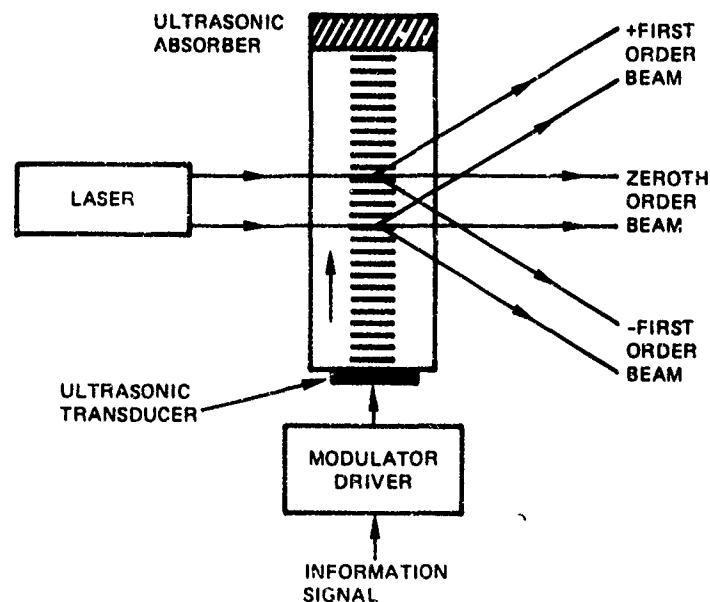 ULTRASONIC
ABSORBER
+FIRST
ORDER
BEAM
LASER
ZEROTH
ORDER
BEAM
-FIRST
ORDER
BEAM
ULTRASONIC
TRANSDUCER
MODULATOR
DRIVER
INFORMATION
SIGNAL